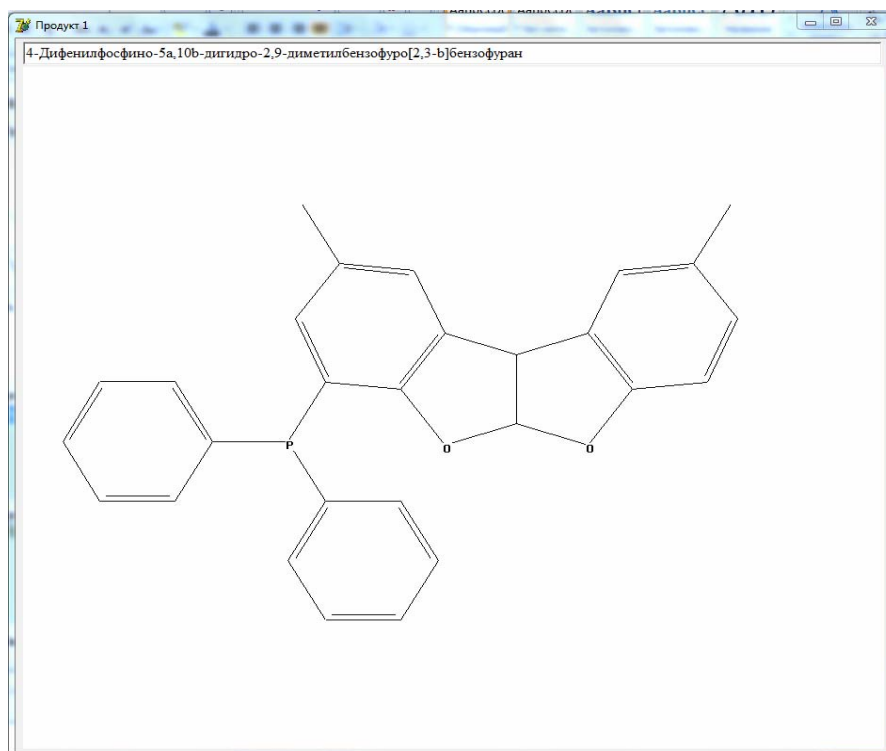 Продукт 1
4-Дифенилфосфино-5a,10b-дигидро-2,9-диметилбензофуро[2,3-b]бензофуран
P
O
O